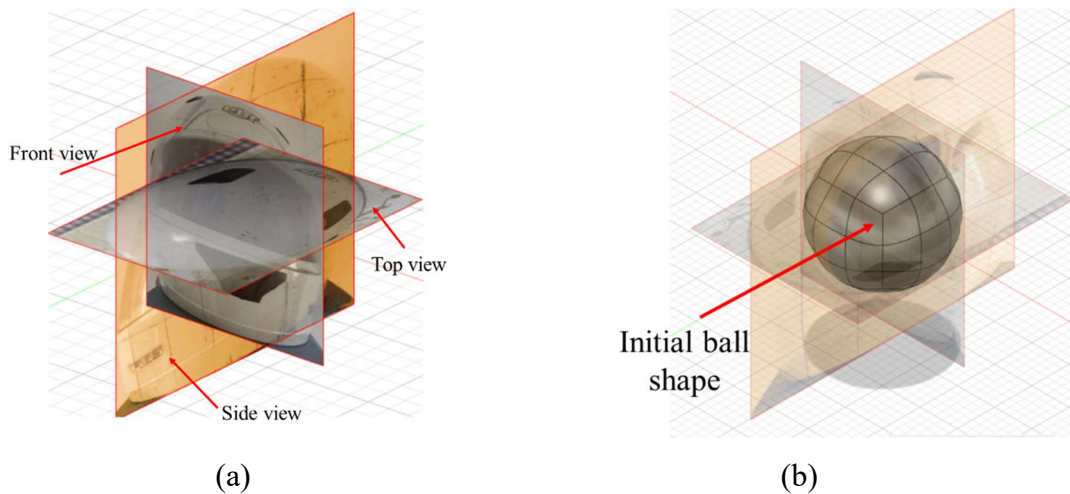 Front view
Top view
Side view
Initial ball
shape
(a)
(b)